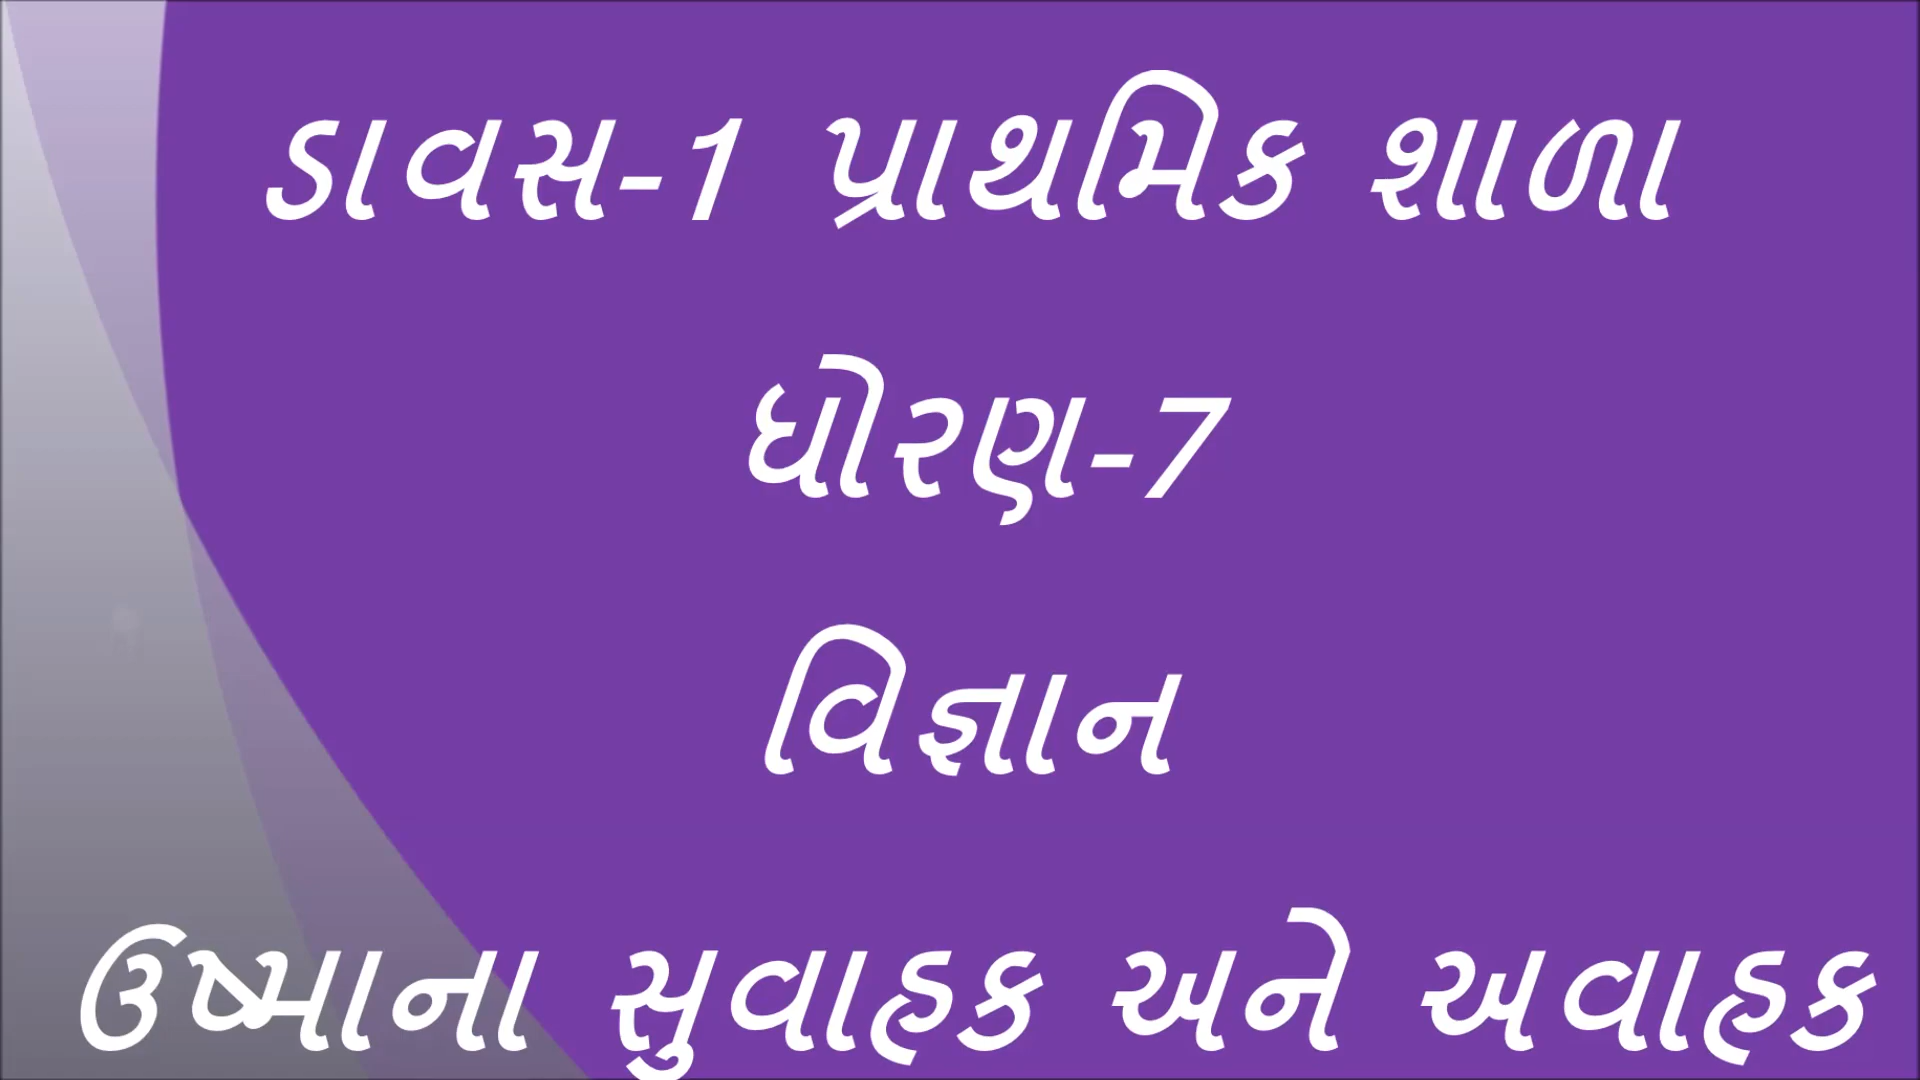 ડાવસ-1 પ્રાથમિક શાળા
ધોરણ-7
વિજ્ઞાન
ઉષ્માના સુવાહક અને અવાહક